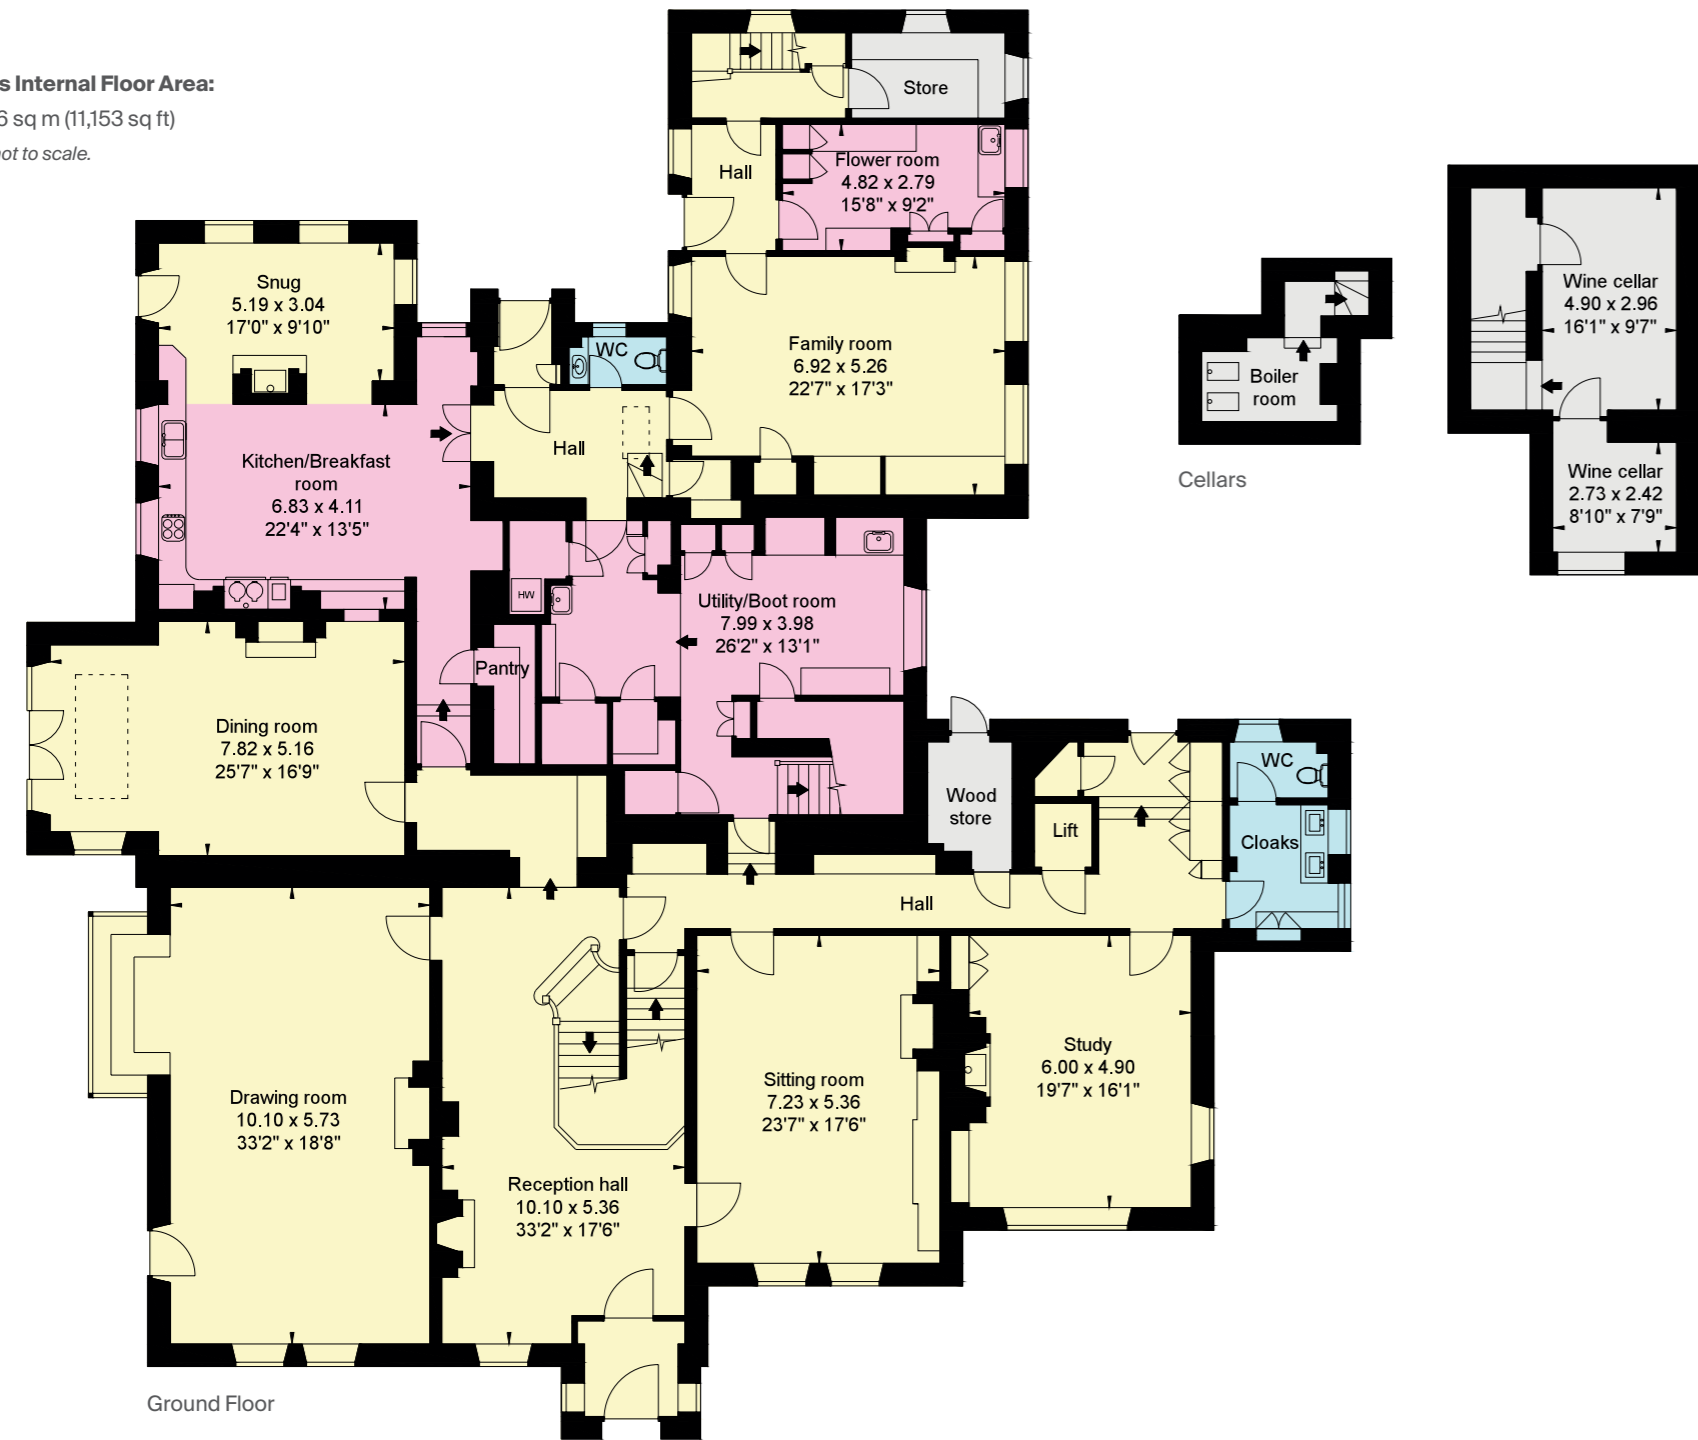 s Internal Floor Area:
6 sq m (11,153 sq ft)
not to scale.
Store
Flower room
4.82 x 2.79
15'8" x 9'2"
Hall
Snug
5.19 x 3.04
17'0" x 9'10"
WC
Family room
6.92 x 5.26
22'7" x 17'3"
Hall
Kitchen/Breakfast
room
6.83 x 4.11
22'4" x 13'5"
HW
Utility/Boot room
7.99 x 3.98
26'2" x 13'1"
Pantry
Dining room
7.82 x 5.16
25'7" x 16'9"
Wood
store
Lift
WC
Cloaks
Hall
Drawing room
10.10 x 5.73
33'2" x 18'8"
Reception hall
10.10 x 5.36
33'2" x 17'6"
Sitting room
7.23 x 5.36
23'7" x 17'6"
Study
6.00 x 4.90
19'7" x 16'1"
Ground Floor
Boiler
room
Cellars
Wine cellar
4.90 x 2.96
16'1" x 9'7"
Wine cellar
2.73 x 2.42
8'10" x 7'9"